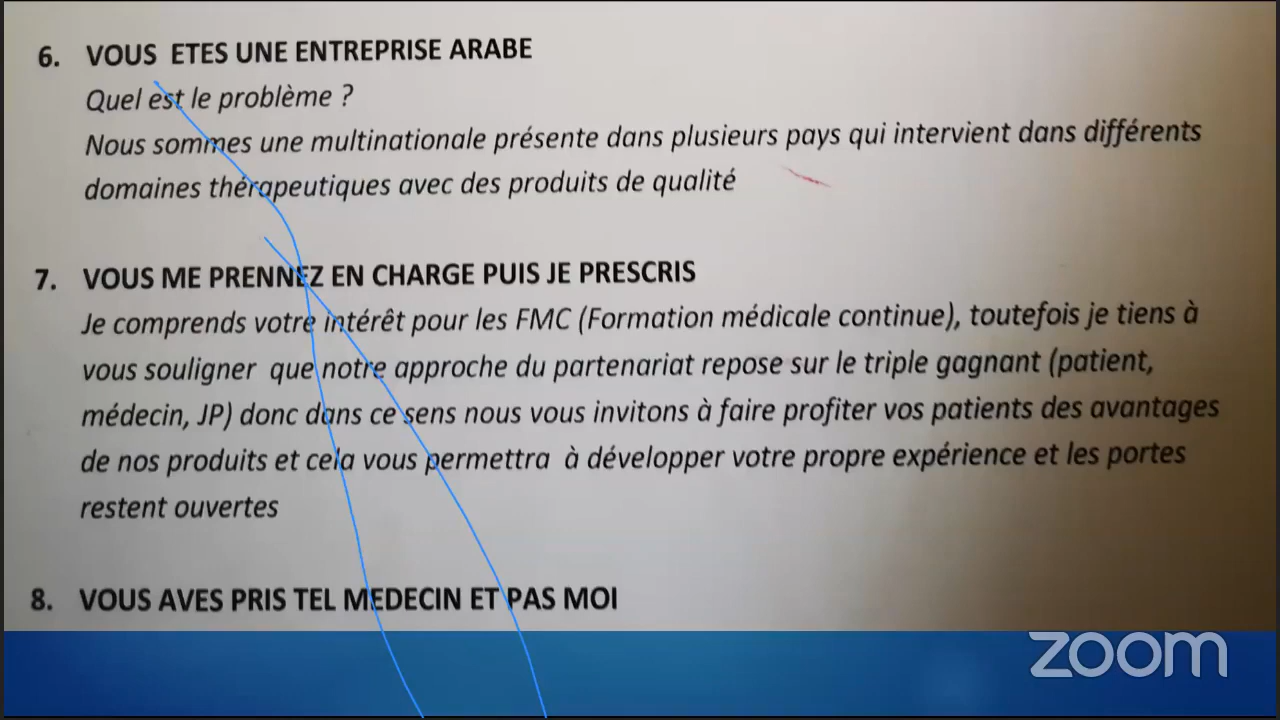 6. VOUS ETES UNE ENTREPRISE ARABE
Quel est le problème ?
Nous sommes une multinationale présente dans plusieurs pays qui intervient dans différents
domaines thérapeutiques avec des produits de qualité
7. VOUS ME PRENNEZ EN CHARGE PUIS JE PRESCRIS
Je comprends votre intérêt pour les FMC (Formation médicale continue), toutefois je tiens à
vous souligner que notre approche du partenariat repose sur le triple gagnant (patient,
médecin, JP) donc dans ce sens nous vous invitons à faire profiter vos patients des avantages
de nos produits et cela vous permettra à développer votre propre expérience et les portes
restent ouvertes
8. VOUS AVES PRIS TEL MEDECIN ET PAS MOI
zoom